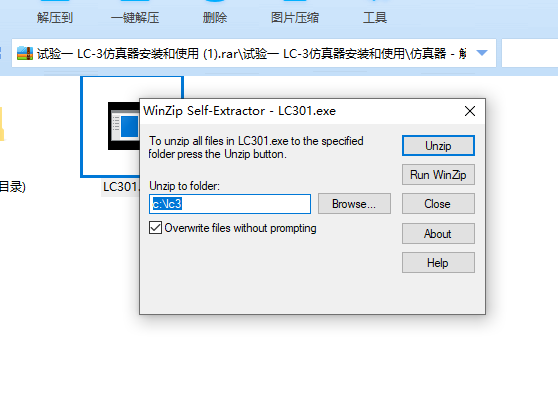 解压到 一键解压 删除 图片压缩 工具
试验一 LC-3仿真器安装和使用 (1).rar\试验一 LC-3仿真器安装和使用\仿真器 - 解
WinZip Self-Extractor - LC301.exe
To unzip all files in LC301.exe to the specified
folder press the Unzip button.
Unzip
Run WinZip
Unzip to folder:
c:\lc3
Browse...
Close
Overwrite files without prompting
About
Help
目录)
LC301.